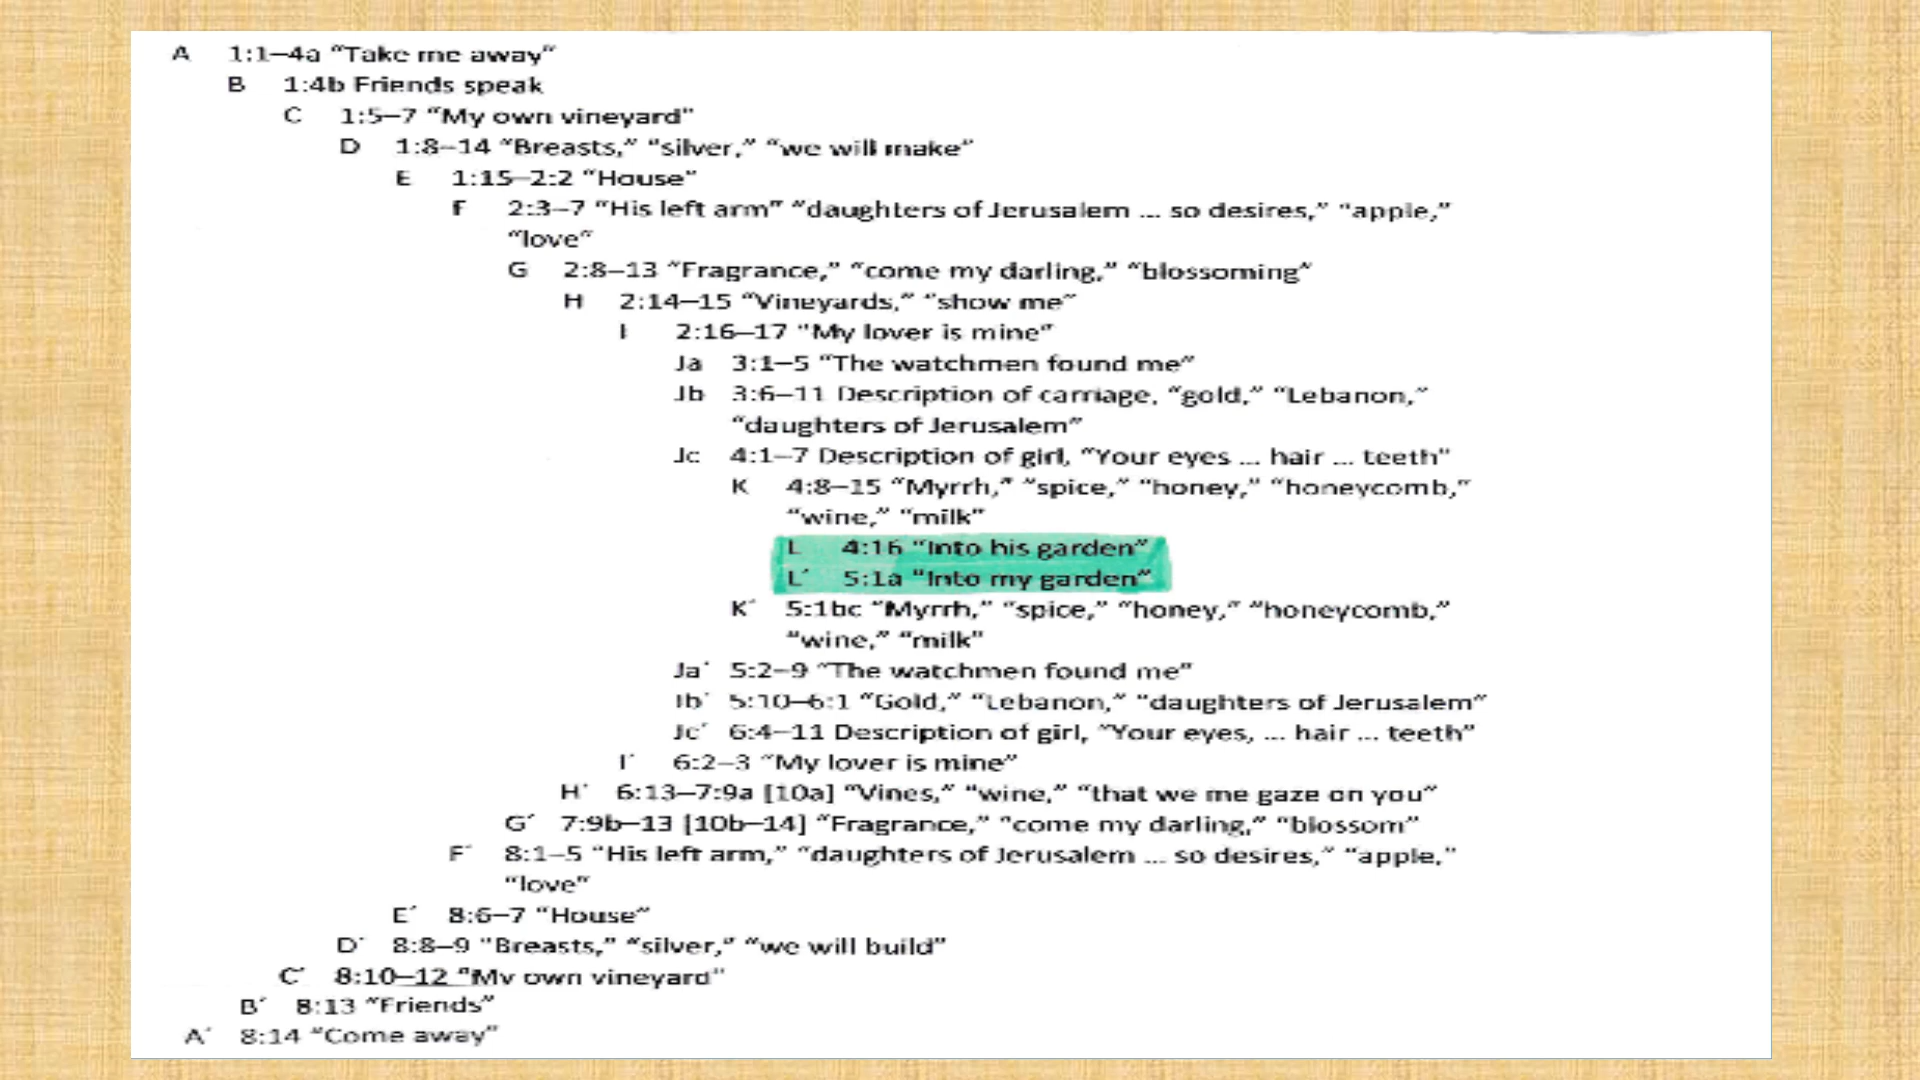 A 1:1–4a “Take me away”
B 1:4b Friends speak
C 1:5–7 “My own vineyard”
D 1:8–14 “Breasts,” “silver,” “we will make”
E 1:15–2:2 “House”
F 2:3–7 “His left arm” “daughters of Jerusalem ... so desires,” “apple,”
“love”
G 2:8–13 “Fragrance,” “come my darling,” “blossoming”
H 2:14–15 “Vineyards,” “show me”
I 2:16–17 “My lover is mine”
Ja 3:1–5 “The watchmen found me”
Jb 3:6–11 Description of carriage, “gold,” “Lebanon,”
“daughters of Jerusalem”
Jc 4:1–7 Description of girl, “Your eyes ... hair ... teeth”
K 4:8–15 “Myrrh,” “spice,” “honey,” “honeycomb,”
“wine,” “milk”
L 4:16 “Into his garden”
L´ 5:1a “Into my garden”
K´ 5:1bc “Myrrh,” “spice,” “honey,” “honeycomb,”
“wine,” “milk”
Ja´ 5:2–9 “The watchmen found me”
Jb´ 5:10–6:1 “Gold,” “Lebanon,” “daughters of Jerusalem”
Jc´ 6:4–11 Description of girl, “Your eyes, ... hair ... teeth”
I´ 6:2–3 “My lover is mine”
H´ 6:13–7:9a [10a] “Vines,” “wine,” “that we me gaze on you”
G´ 7:9b–13 [10b–14] “Fragrance,” “come my darling,” “blossom”
F´ 8:1–5 “His left arm,” “daughters of Jerusalem ... so desires,” “apple,”
“love”
E´ 8:6–7 “House”
D´ 8:8–9 “Breasts,” “silver,” “we will build”
C´ 8:10–12 “My own vineyard”
B´ 8:13 “Friends”
A´ 8:14 “Come away”